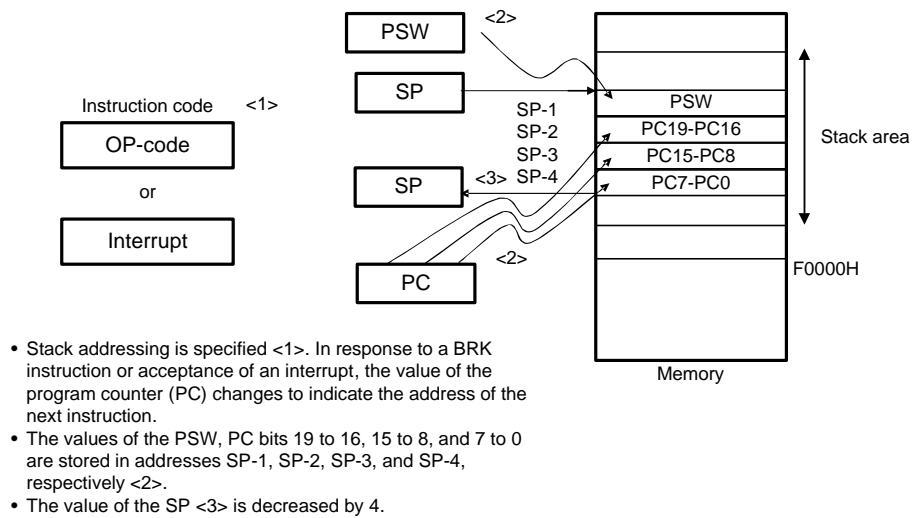 PSW
<2>
SP
Instruction code <1>
OP-code
or
Interrupt
SP-1
SP-2
SP-3
SP-4
SP
<3>
<2>
PC
PSW
PC19-PC16
PC15-PC8
PC7-PC0
Stack area
F0000H
Memory
• Stack addressing is specified <1>. In response to a BRK
instruction or acceptance of an interrupt, the value of the
program counter (PC) changes to indicate the address of the
next instruction.
• The values of the PSW, PC bits 19 to 16, 15 to 8, and 7 to 0
are stored in addresses SP-1, SP-2, SP-3, and SP-4,
respectively <2>.
• The value of the SP <3> is decreased by 4.